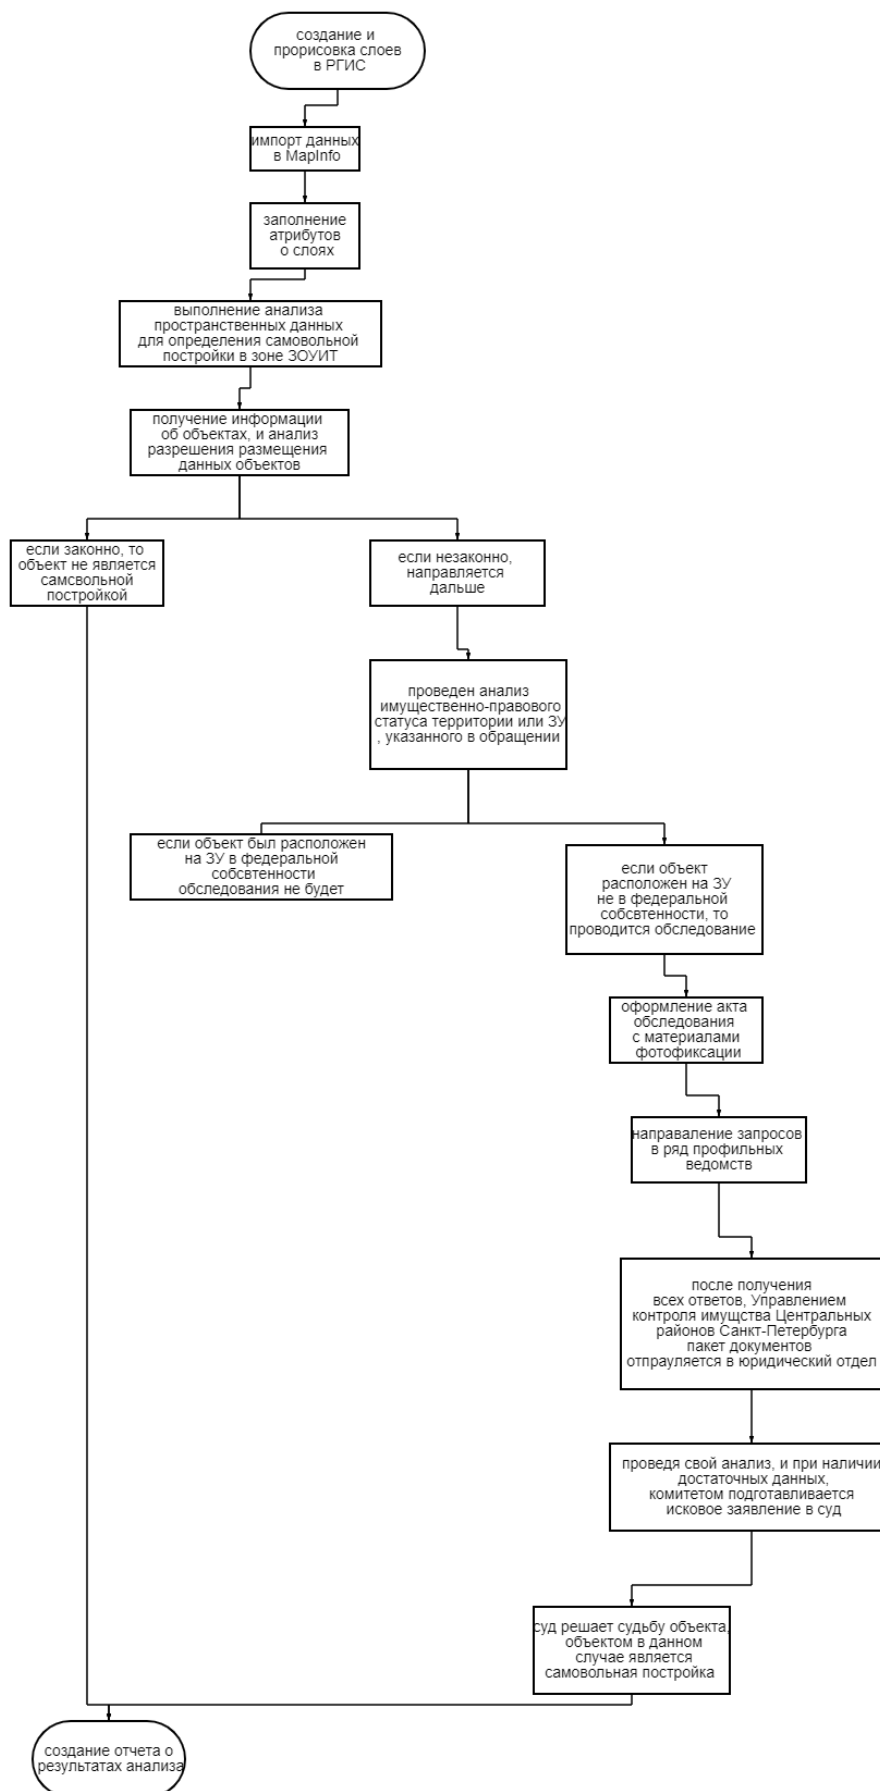 создание и
прорисовка слоев
в РГИС
импорт данных
в MapInfo
заполнение
атрибутов
о слоях
выполнение анализа
пространственных данных
для определения самовольной
постройки в зоне ЗОУИТ
получение информации
об объектах, и анализ
разрешения размещения
данных объектов
если законно, то
объект не является
самсвольной
постройкой
если незаконно,
направляется
дальше
проведен анализ
имущественно-правового
статуса территории или ЗУ
, указанного в обращении
если объект был расположен
на ЗУ в федеральной
собсвтенности
обследования не будет
если объект
расположен на ЗУ
не в федеральной
собсвтенности, то
проводится обследование
оформление акта
обследования
с материалами
фотофиксации
направаление запросов
в ряд профильных
ведомств
после получения
всех ответов, Управлением
контроля имущства Центральных
районов Санкт-Петербурга
пакет документов
отпрауляется в юридический отдел
проведя свой анализ, и при наличии
достаточных данных,
комитетом подготавливается
исковое заявление в суд
суд решает судьбу объекта,
объектом в данном
случае является
самовольная постройка
создание отчета о
результатах анализа